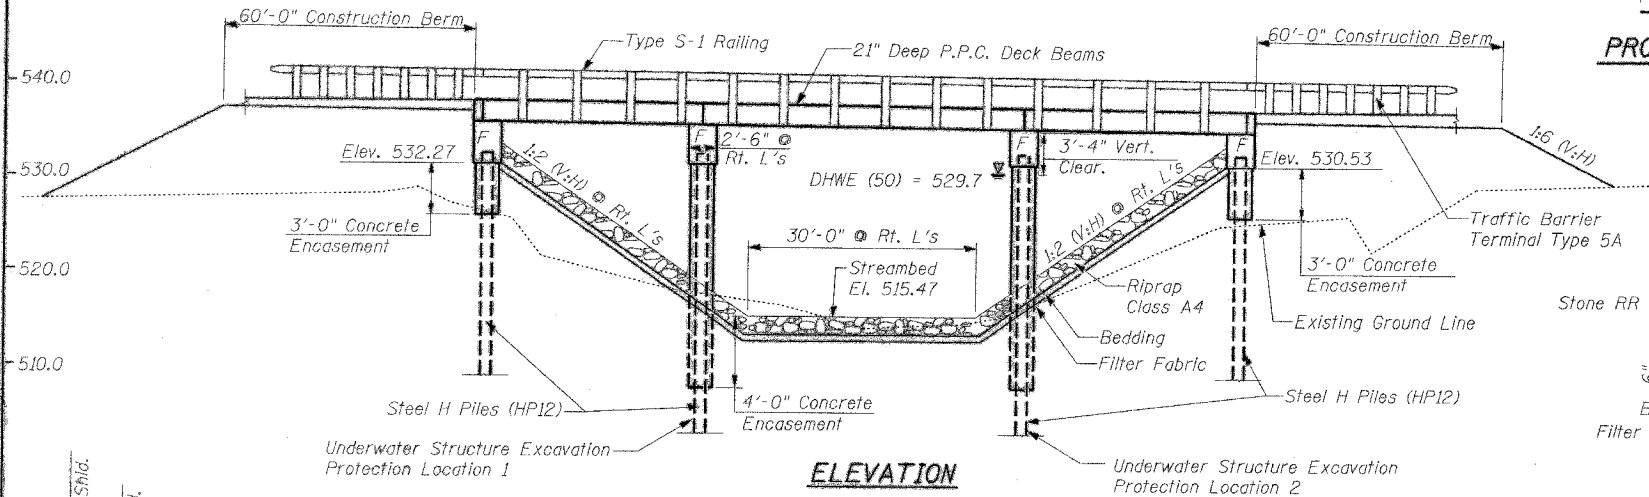 60'-0" Construction Berm
Type S-1 Railing
21" Deep P.P.C. Deck Beams
60'-0" Construction Berm
PRO
540.0
530.0
520.0
510.0
F
F
F
F
Elev. 532.27
1:2 (V:H) @ Rt. L's
2'-6" @
Rt. L's
DHWE (50) = 529.7
3'-4" Vert.
Clear.
1:2 (V:H) @ Rt. L's
Elev. 530.53
1:6 (V:H)
3'-0" Concrete
Encasement
30'-0" @ Rt. L's
Streambed
El. 515.47
Traffic Barrier
Terminal Type 5A
3'-0" Concrete
Encasement
Riprap
Class A4
Stone RR
Existing Ground Line
Bedding
Filter Fabric
Steel H Piles (HP12)
4'-0" Concrete
Encasement
Steel H Piles (HP12)
6"
Filter
Underwater Structure Excavation
Protection Location 1
ELEVATION
Underwater Structure Excavation
Protection Location 2
Shld.